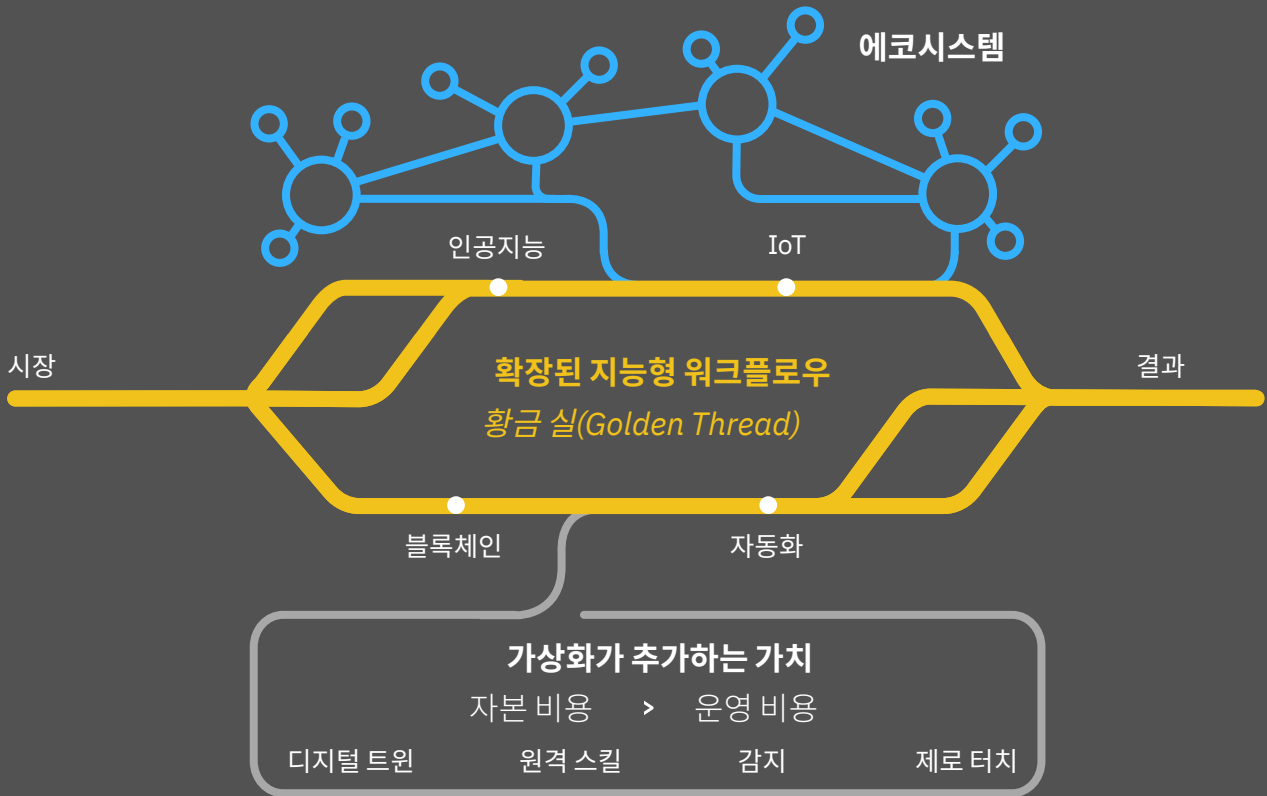 에코시스템
인공지능
IoT
시장
확장된 지능형 워크플로우
결과
황금 실(Golden Thread)
블록체인
자동화
가상화가 추가하는 가치
자본 비용 > 운영 비용
디지털 트윈
원격 스킬
감지
제로 터치